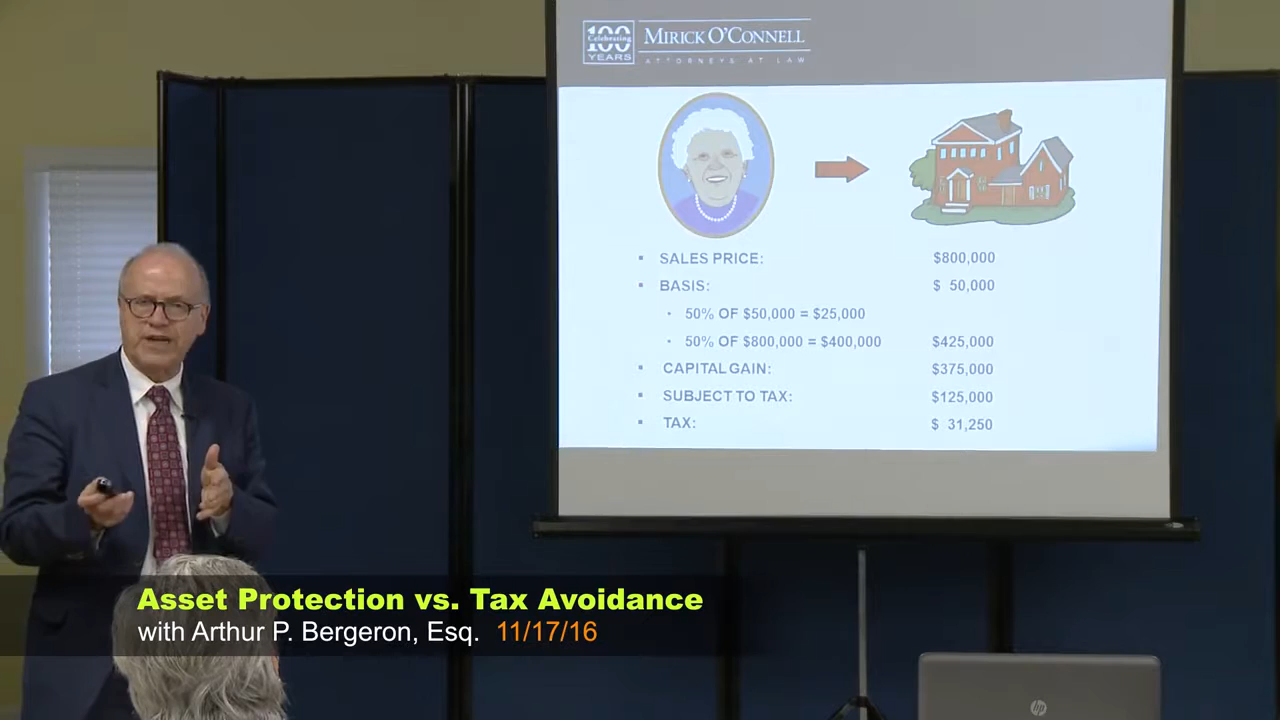 Celebrating
100
YEARS
MIRICK O'CONNELL
ATTORNEYS AT LAW
▪ SALES PRICE: $800,000
▪ BASIS: $ 50,000
• 50% OF $50,000 = $25,000
• 50% OF $800,000 = $400,000 $425,000
▪ CAPITAL GAIN: $375,000
▪ SUBJECT TO TAX: $125,000
▪ TAX: $ 31,250
Asset Protection vs. Tax Avoidance
with Arthur P. Bergeron, Esq. 11/17/16
hp